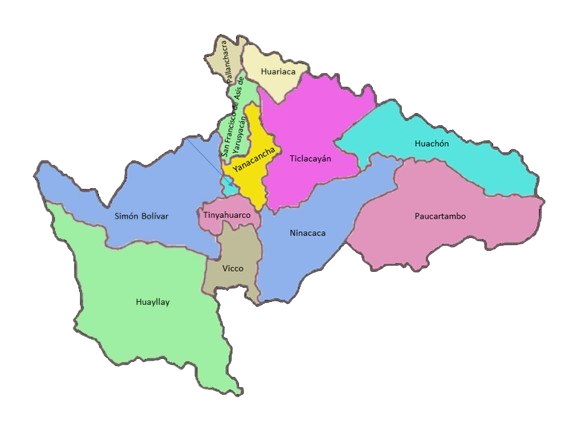 Pallanchacra
Huariaca
San Francisco de Asís de
Yarusyacán
Yanacancha
Ticlacayán
Huachón
Simón Bolívar
Tinyahuarco
Ninacaca
Paucartambo
Vicco
Huayllay